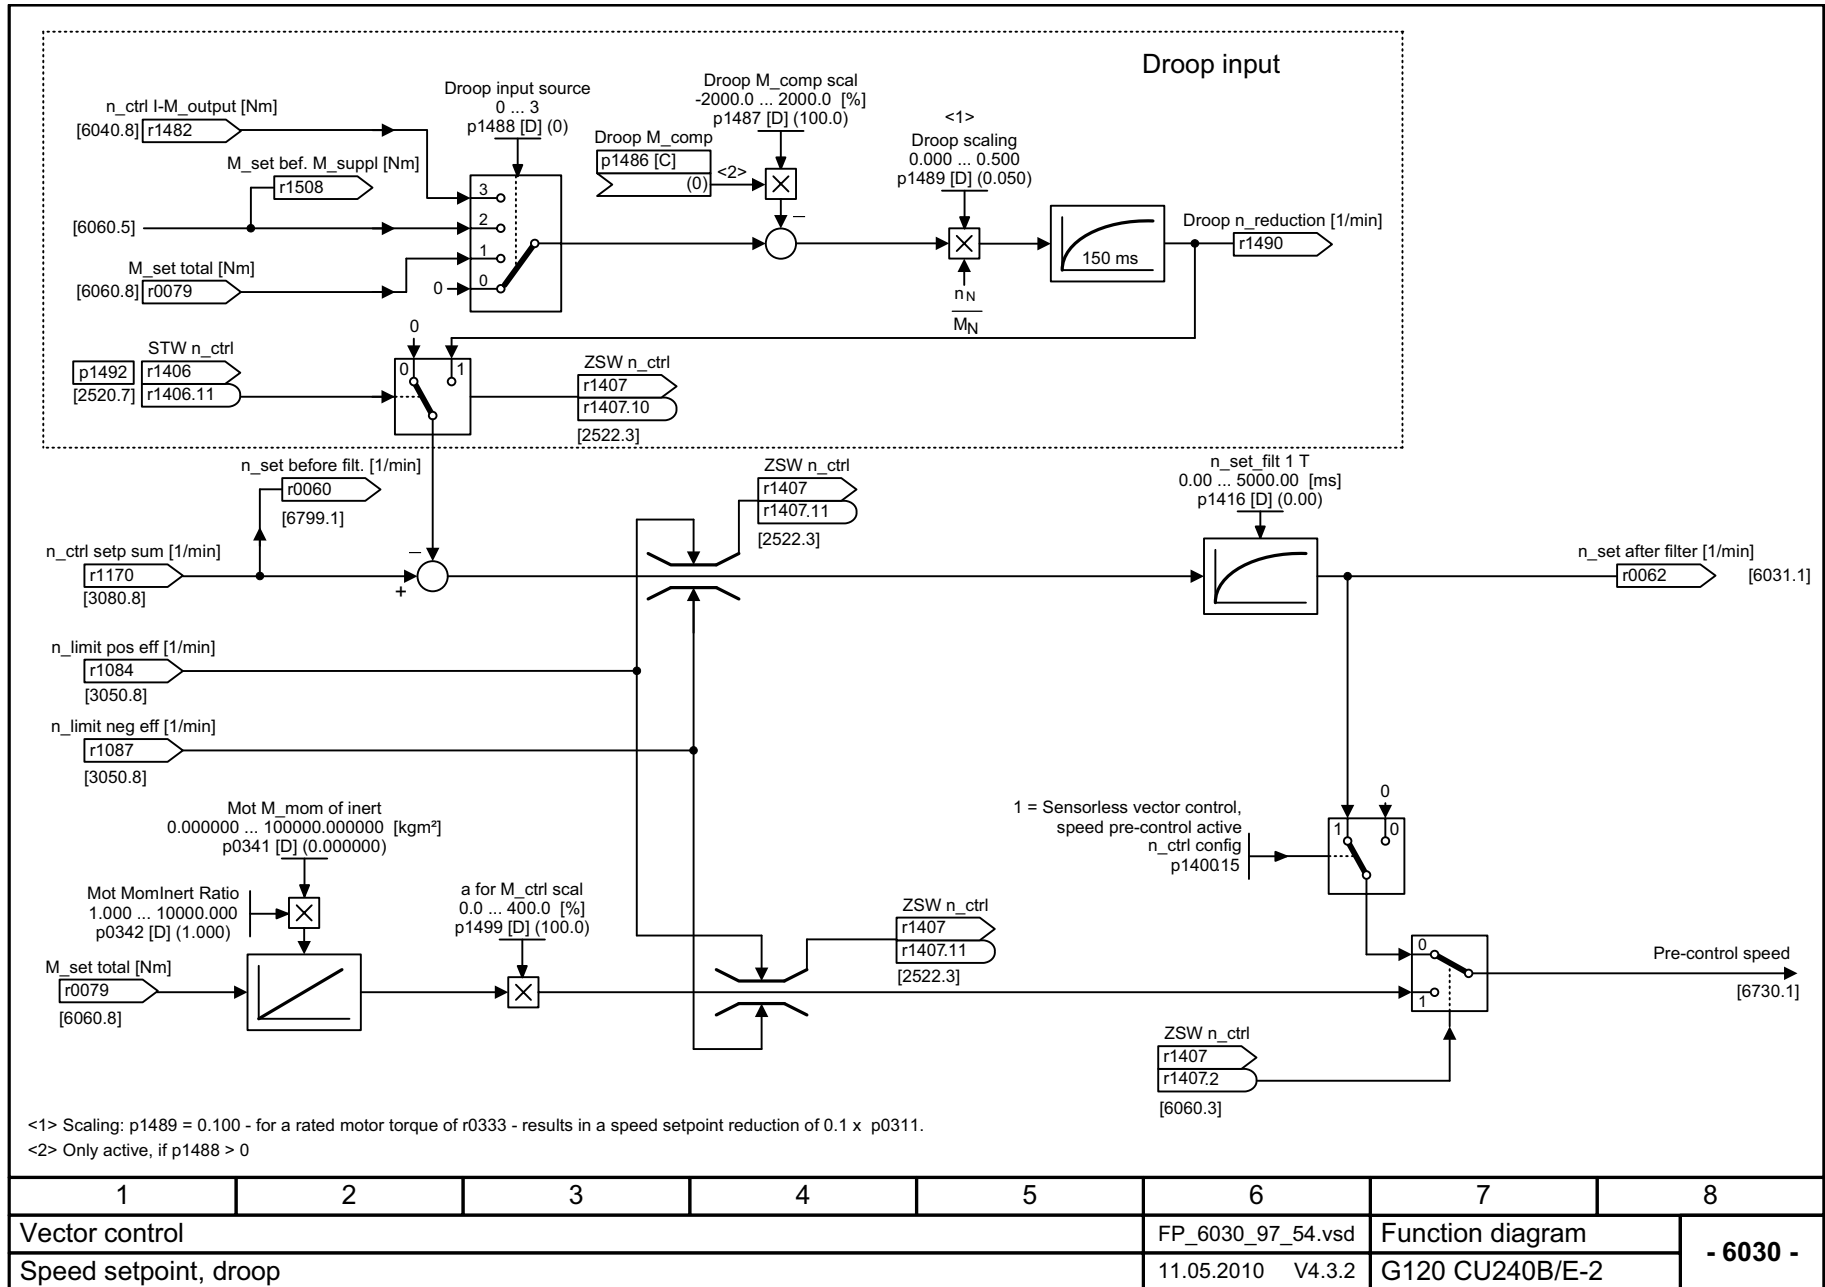 Droop input
n_ctrl I-M_output [Nm]
[6040.8] r1482
M_set bef. M_suppl [Nm]
r1508
[6060.5]
M_set total [Nm]
[6060.8] r0079
Droop input source
0 ... 3
p1488 [D] (0)
3
2
1
0
0
Droop M_comp scal
-2000.0 ... 2000.0 [%]
p1487 [D] (100.0)
Droop M_comp
p1486 [C]
(0)
<2>
–
<1>
Droop scaling
0.000 ... 0.500
p1489 [D] (0.050)
nN
MN
150 ms
Droop n_reduction [1/min]
r1490
STW n_ctrl
p1492 r1406
[2520.7] r1406.11
0
0 1
ZSW n_ctrl
r1407
r1407.10
[2522.3]
n_set before filt. [1/min]
r0060
[6799.1]
n_ctrl setp sum [1/min]
r1170
[3080.8]
–
+
ZSW n_ctrl
r1407
r1407.11
[2522.3]
n_set_filt 1 T
0.00 ... 5000.00 [ms]
p1416 [D] (0.00)
n_set after filter [1/min]
r0062 [6031.1]
n_limit pos eff [1/min]
r1084
[3050.8]
n_limit neg eff [1/min]
r1087
[3050.8]
1 = Sensorless vector control,
speed pre-control active
n_ctrl config
p140015
0
1 0
Mot M_mom of inert
0.000000 ... 100000.000000 [kgm²]
p0341 [D] (0.000000)
Mot MomInert Ratio
1.000 ... 10000.000
p0342 [D] (1.000)
M_set total [Nm]
r0079
[6060.8]
a for M_ctrl scal
0.0 ... 400.0 [%]
p1499 [D] (100.0)
ZSW n_ctrl
r1407
r1407.11
[2522.3]
0
1
Pre-control speed
[6730.1]
ZSW n_ctrl
r1407
r1407.2
[6060.3]
<1> Scaling: p1489 = 0.100 - for a rated motor torque of r0333 - results in a speed setpoint reduction of 0.1 x p0311.
<2> Only active, if p1488 > 0
1 2 3 4 5 6 7 8
Vector control FP_6030_97_54.vsd Function diagram
- 6030 -
Speed setpoint, droop 11.05.2010 V4.3.2 G120 CU240B/E-2